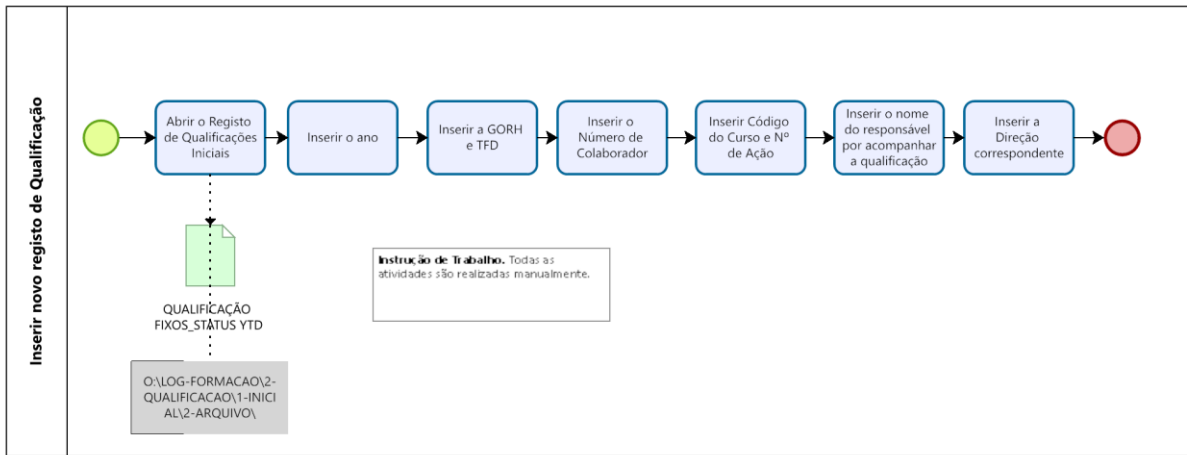 Inserir novo registo de Qualificação
Abrir o Registo
de Qualificações
Iniciais
Inserir o ano
Inserir a GORH
e TFD
Inserir o
Número de
Colaborador
Inserir Código
do Curso e Nº
de Ação
Inserir o nome
do responsável
por acompanhar
a qualificação
Inserir a
Direção
correspondente
QUALIFICAÇÃO
FIXOS_STATUS YTD
Instrução de Trabalho. Todas as
atividades são realizadas manualmente.
O:\LOG-FORMACAO\2-
QUALIFICACAO\1-INICI
AL\2-ARQUIVO\